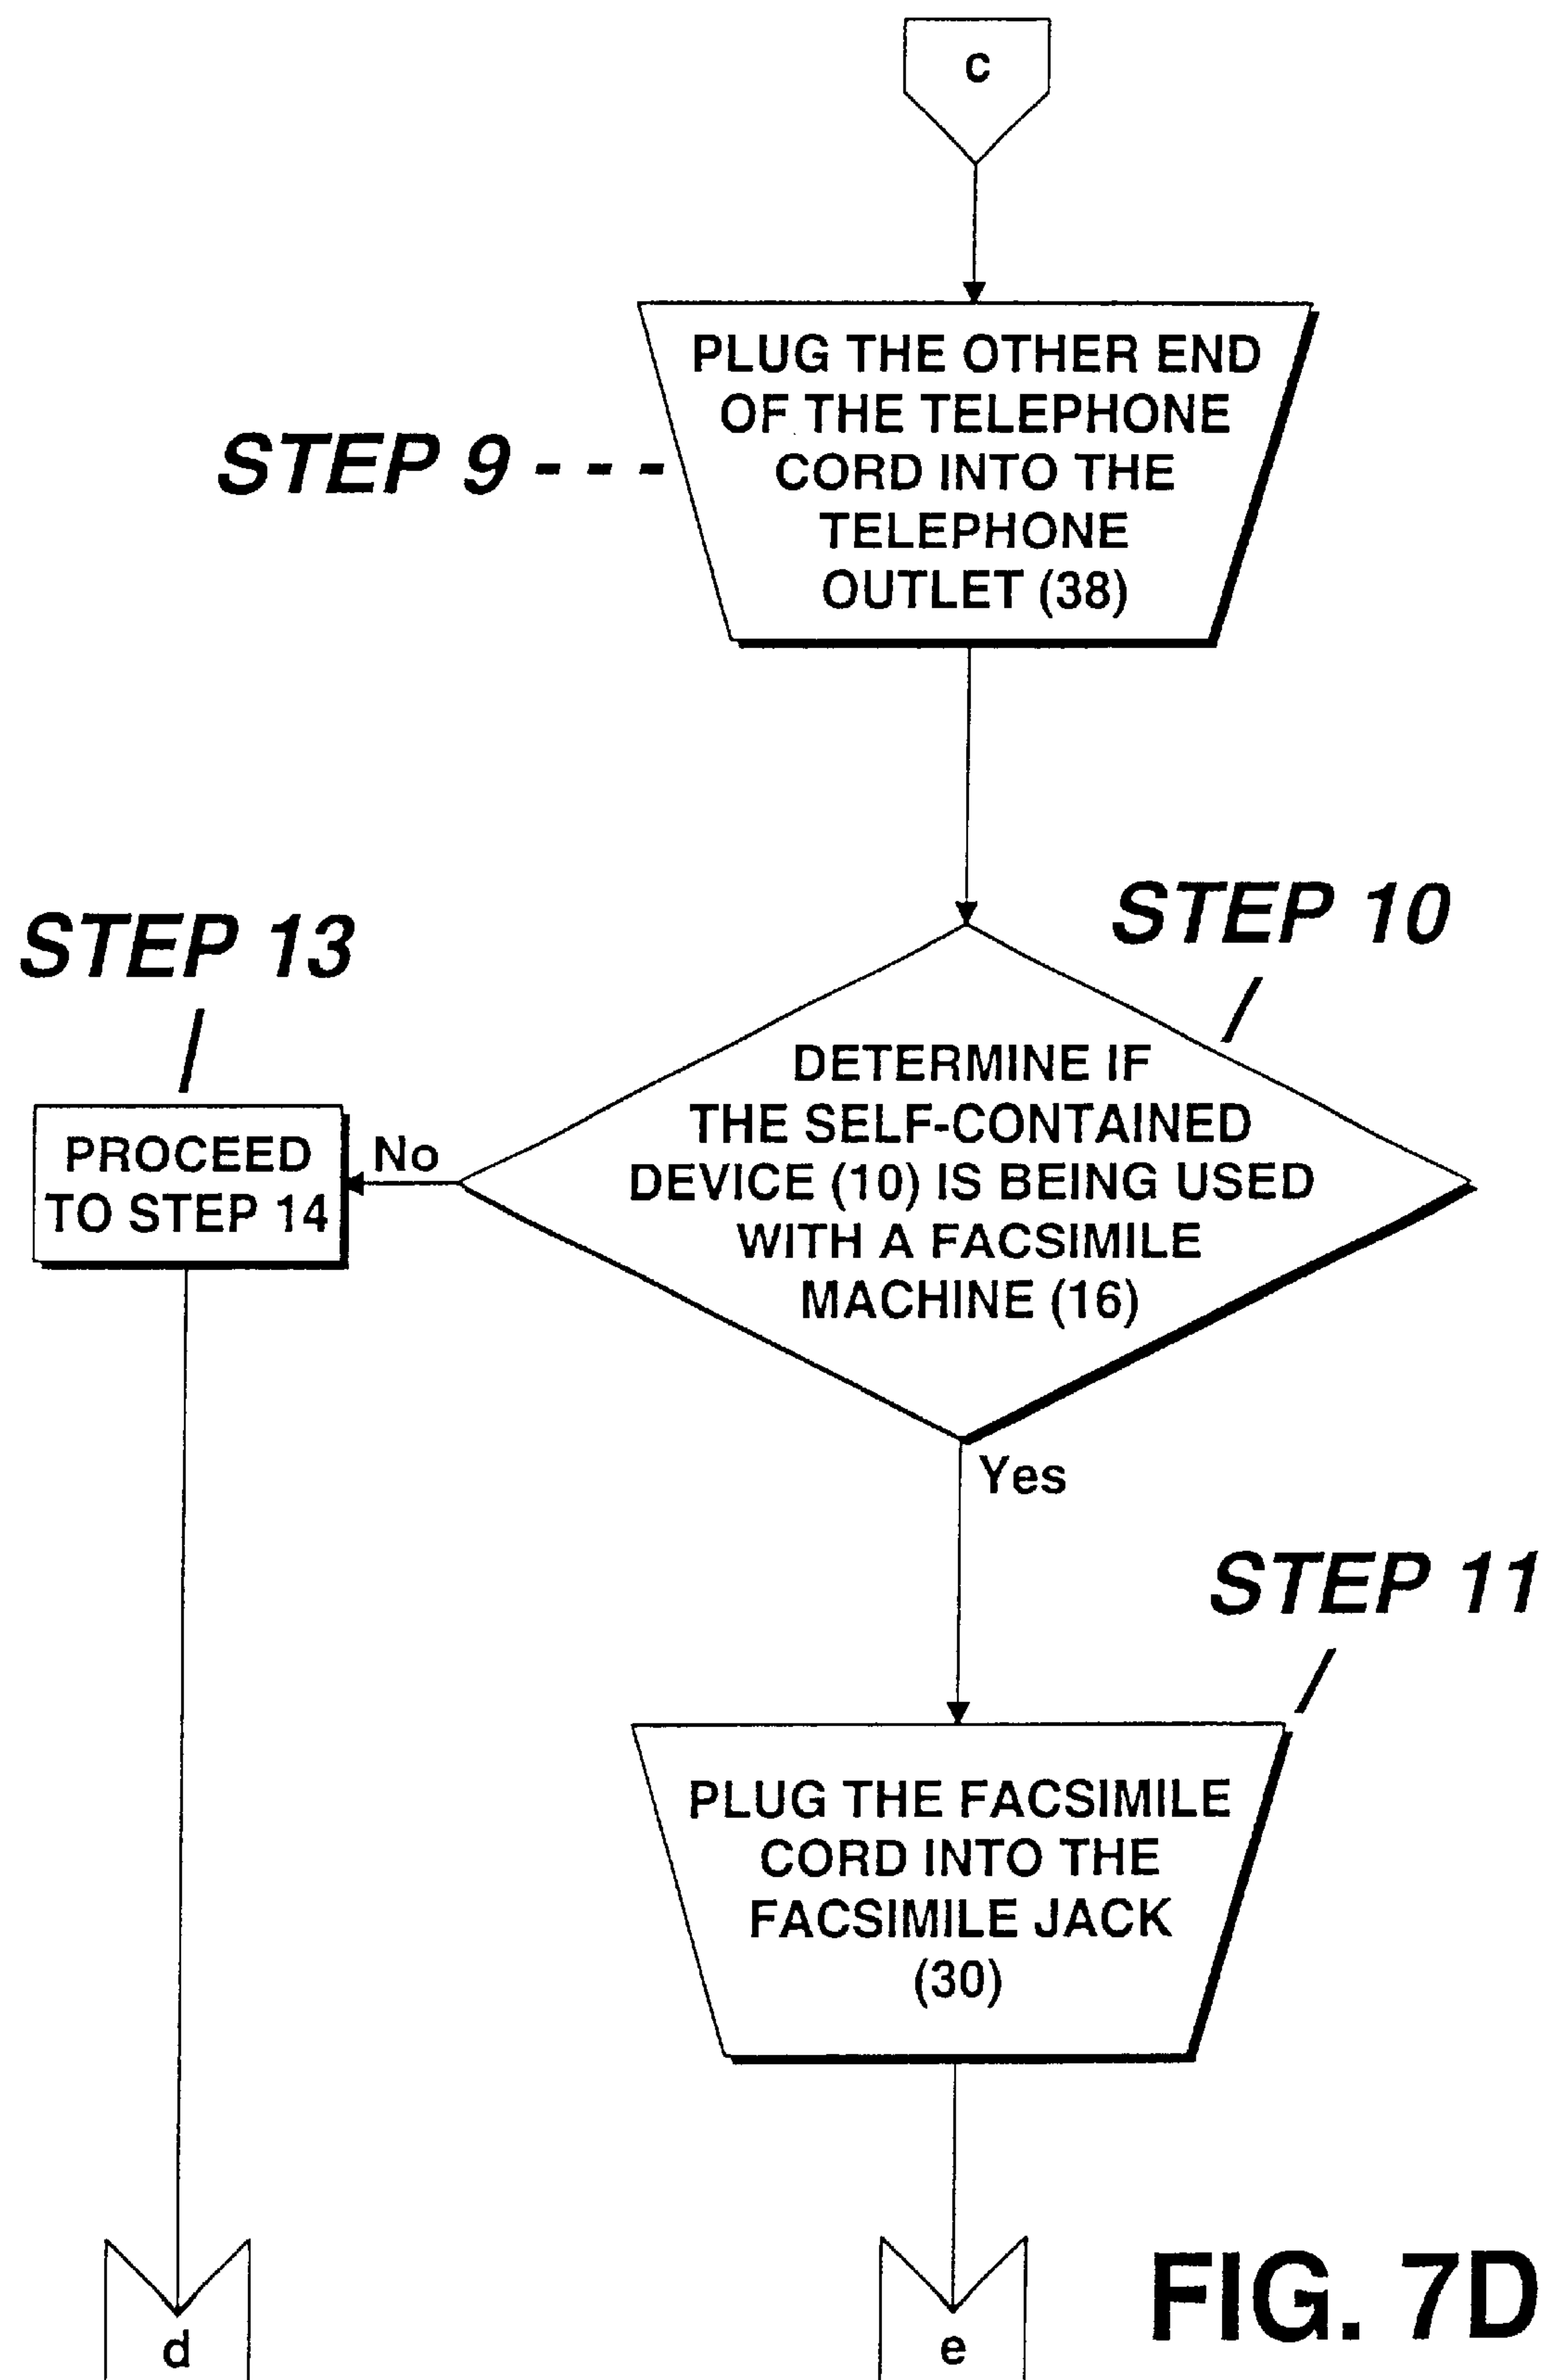 c
PLUG THE OTHER END
OF THE TELEPHONE
CORD INTO THE
TELEPHONE
OUTLET (38)
STEP 9 - - -
STEP 10
DETERMINE IF
THE SELF-CONTAINED
DEVICE (10) IS BEING USED
WITH A FACSIMILE
MACHINE (16)
STEP 13
No
PROCEED
TO STEP 14
Yes
STEP 11
PLUG THE FACSIMILE
CORD INTO THE
FACSIMILE JACK
(30)
d
e
FIG. 7D